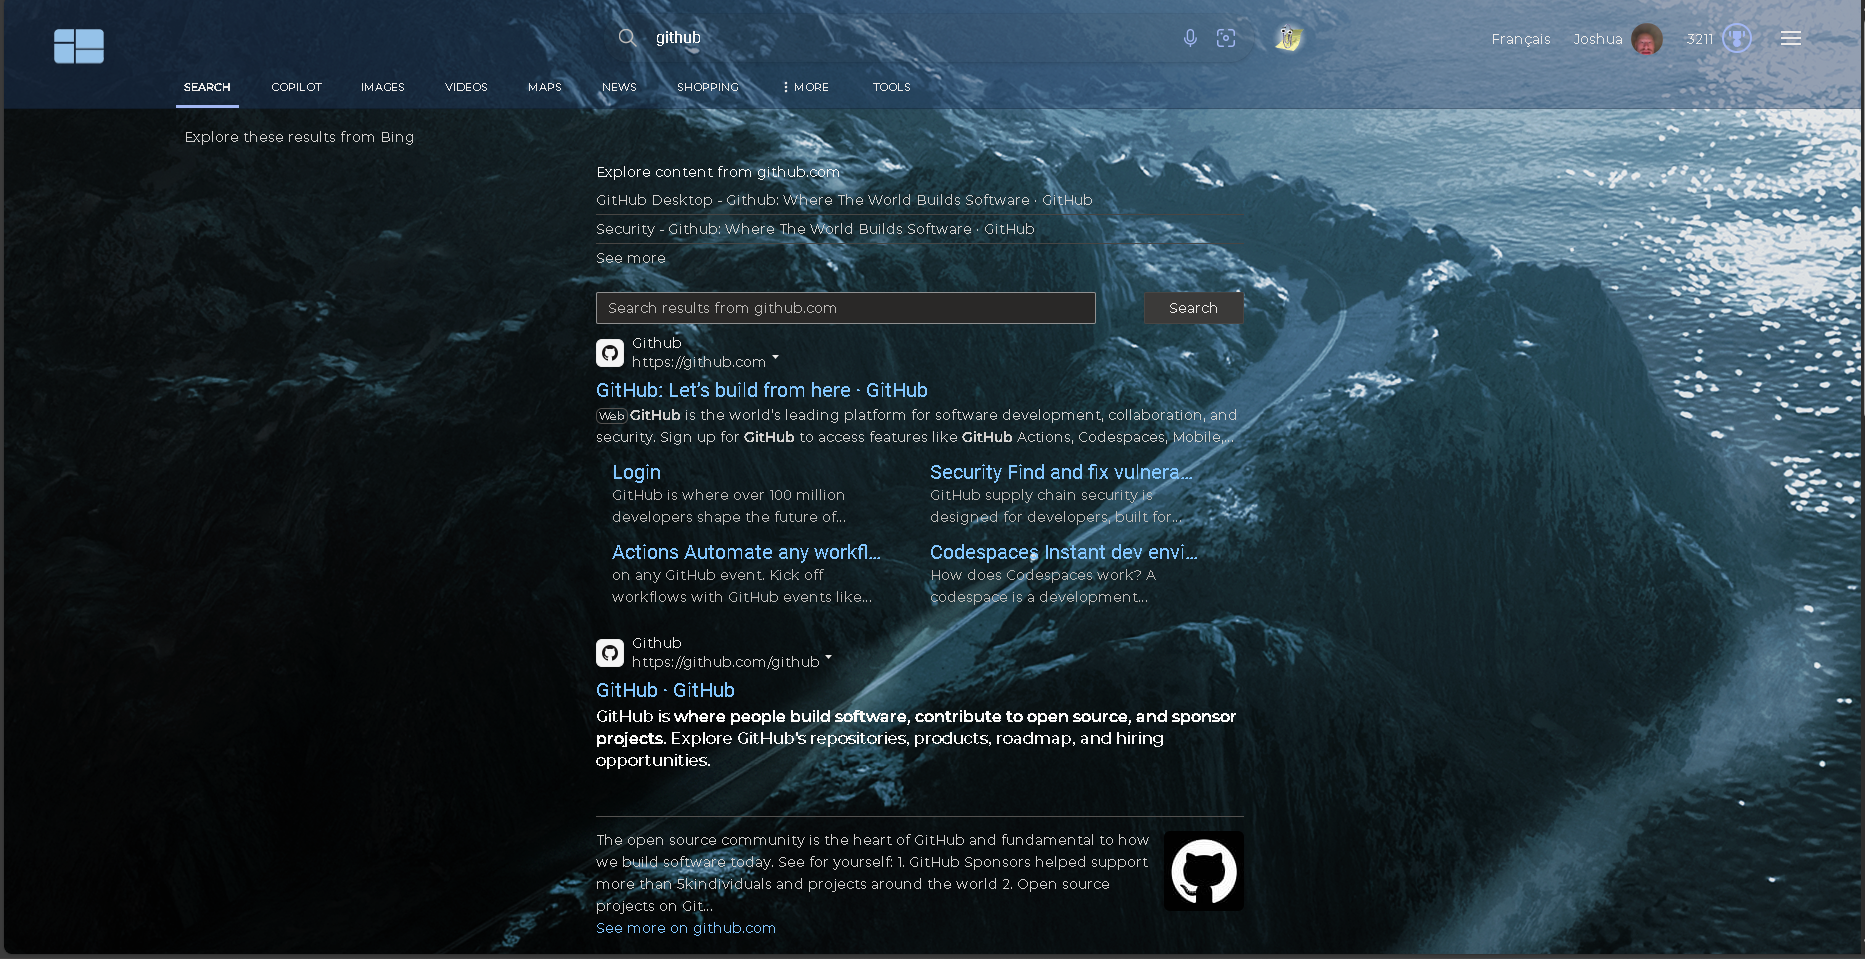 github
Français Joshua 3211
SEARCH COPILOT IMAGES VIDEOS MAPS NEWS SHOPPING MORE TOOLS
Explore these results from Bing
Explore content from github.com
GitHub Desktop - Github: Where The World Builds Software · GitHub
Security - Github: Where The World Builds Software · GitHub
See more
Search results from github.com Search
Github
https://github.com
GitHub: Let's build from here · GitHub
Web GitHub is the world's leading platform for software development, collaboration, and
security. Sign up for GitHub to access features like GitHub Actions, Codespaces, Mobile,...
Login
GitHub is where over 100 million
developers shape the future of...
Security Find and fix vulnera...
GitHub supply chain security is
designed for developers, built for...
Actions Automate any workfl...
on any GitHub event. Kick off
workflows with GitHub events like...
Codespaces Instant dev envi...
How does Codespaces work? A
codespace is a development...
Github
https://github.com/github
GitHub · GitHub
GitHub is where people build software, contribute to open source, and sponsor
projects. Explore GitHub's repositories, products, roadmap, and hiring
opportunities.
The open source community is the heart of GitHub and fundamental to how
we build software today. See for yourself: 1. GitHub Sponsors helped support
more than 5kindividuals and projects around the world 2. Open source
projects on Git...
See more on github.com